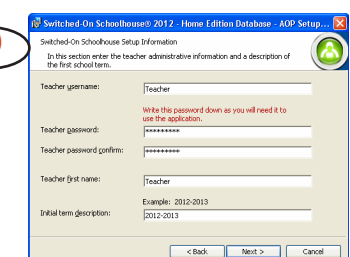 Switched-On Schoolhouse® 2012 - Home Edition Database - AOP Setup...
Switched-On Schoolhouse Setup Information
In this section enter the teacher administrative information and a description of
the first school term.
Teacher username:
Teacher
Write this password down as you will need it to
use the application.
Teacher password:
*********
Teacher password confirm:
*********
Teacher first name:
Teacher
Example: 2012-2013
Initial term description:
2012-2013
< Back
Next >
Cancel